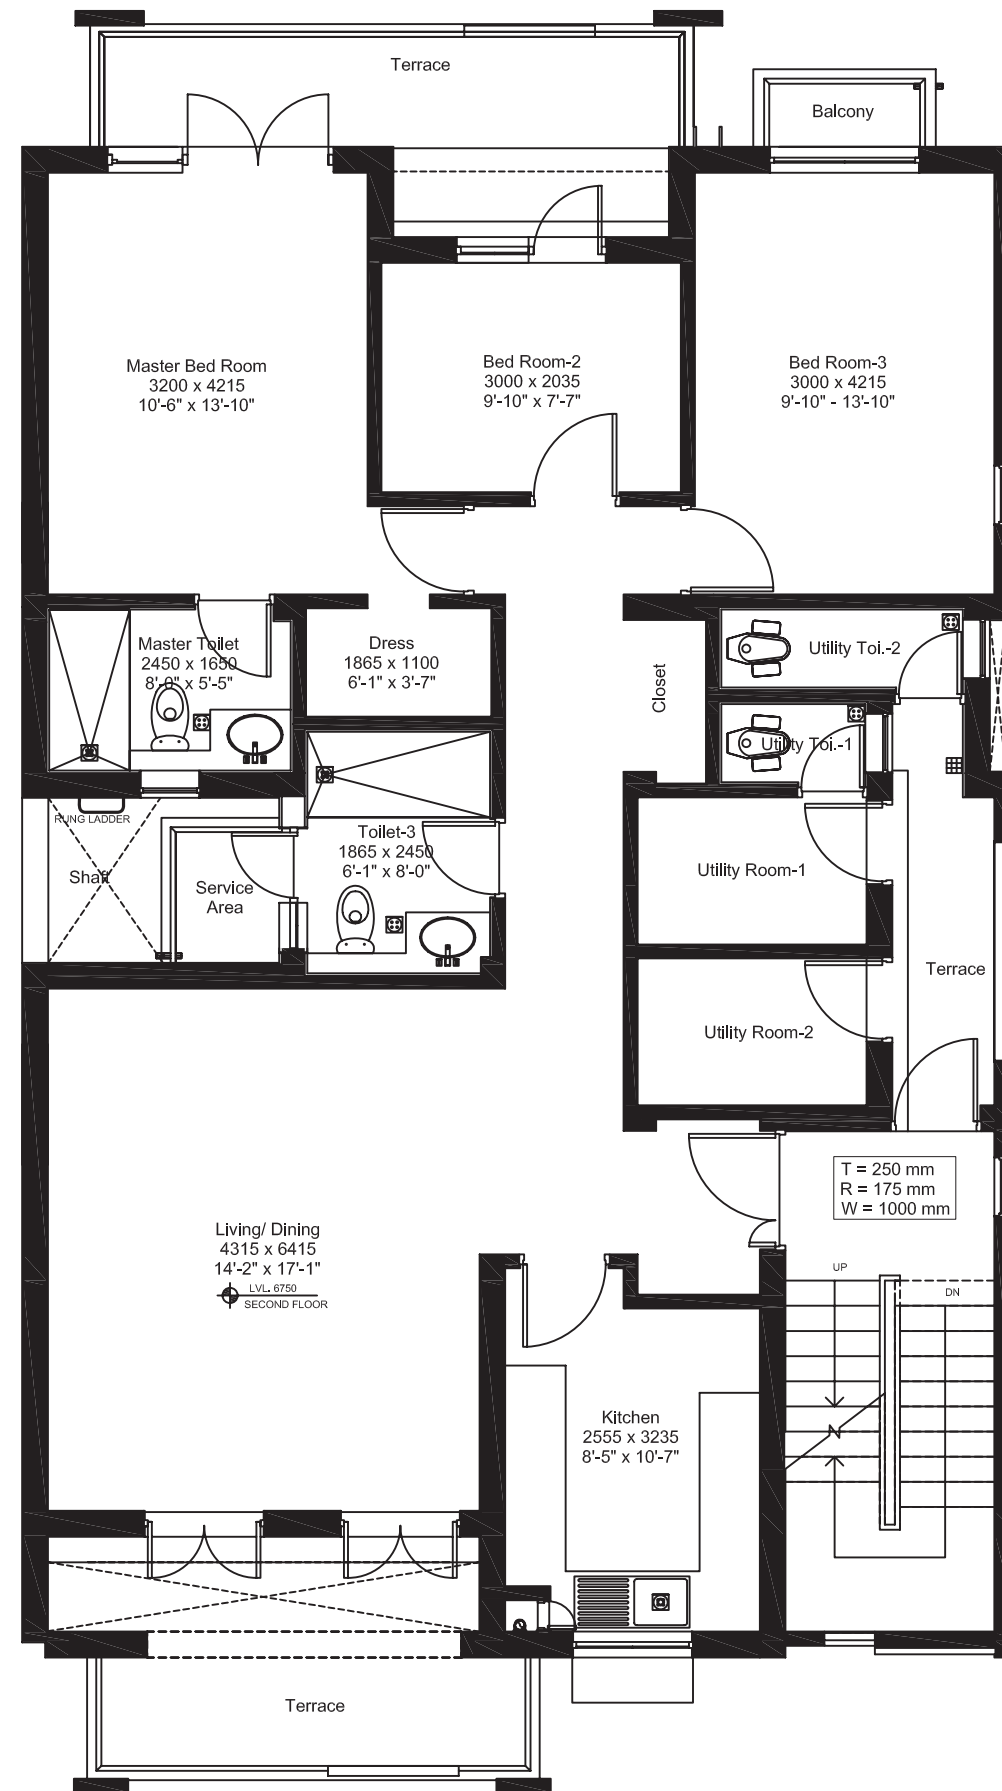 Terrace
Balcony
Master Bed Room
3200 x 4215
10'-6" x 13'-10"
Bed Room-2
3000 x 2035
9'-10" x 7'-7"
Bed Room-3
3000 x 4215
9'-10" - 13'-10"
Master Toilet
2450 x 1650
8'-0" x 5'-5"
Dress
1865 x 1100
6'-1" x 3'-7"
Closet
Utility Toi.-2
Utility Toi.-1
RUNG LADDER
Shaft
Service
Area
Toilet-3
1865 x 2450
6'-1" x 8'-0"
Utility Room-1
Terrace
Utility Room-2
T = 250 mm
R = 175 mm
W = 1000 mm
Living/ Dining
4315 x 6415
14'-2" x 17'-1"
LVL. 6750
SECOND FLOOR
UP
DN
Kitchen
2555 x 3235
8'-5" x 10'-7"
Terrace